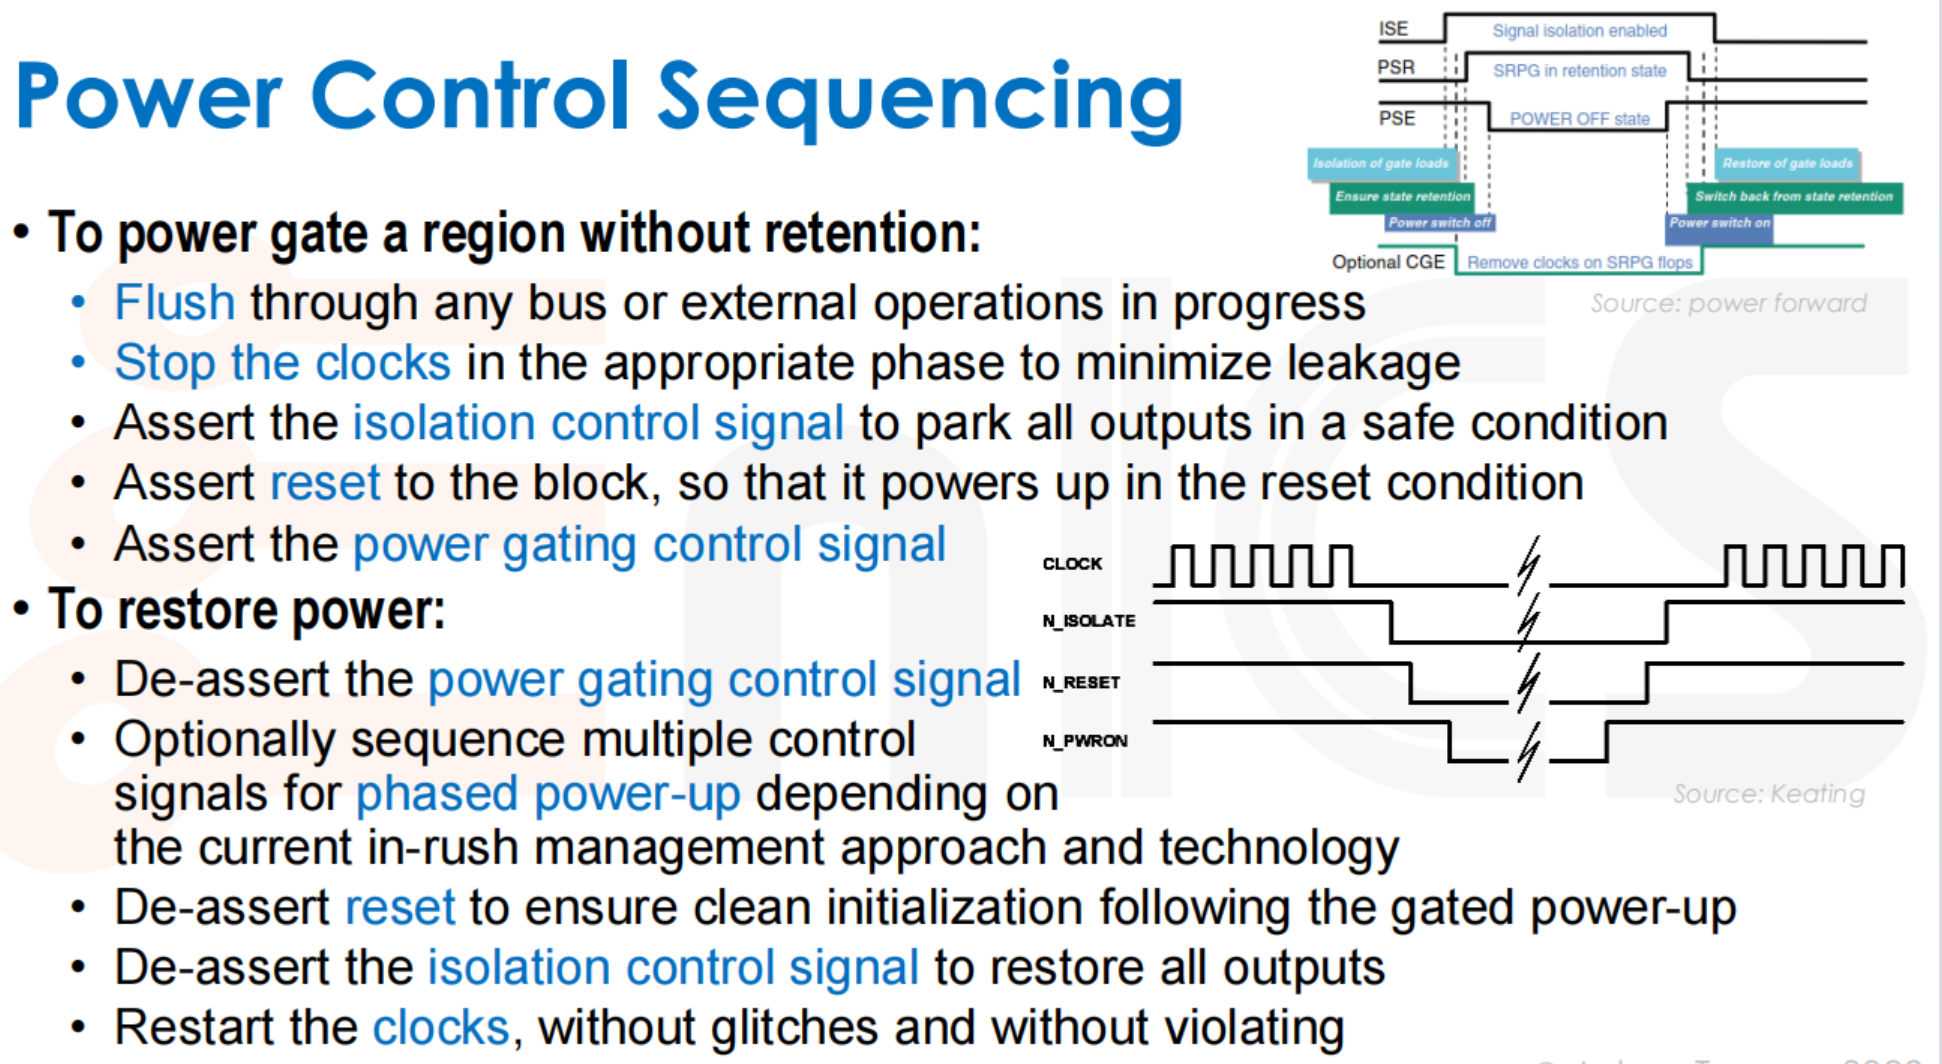 Power Control Sequencing
• To power gate a region without retention:
• Flush through any bus or external operations in progress
• Stop the clocks in the appropriate phase to minimize leakage
• Assert the isolation control signal to park all outputs in a safe condition
• Assert reset to the block, so that it powers up in the reset condition
• Assert the power gating control signal
• To restore power:
• De-assert the power gating control signal
• Optionally sequence multiple control
signals for phased power-up depending on
the current in-rush management approach and technology
• De-assert reset to ensure clean initialization following the gated power-up
• De-assert the isolation control signal to restore all outputs
• Restart the clocks, without glitches and without violating
ISE Signal isolation enabled
PSR SRPG in retention state
PSE POWER OFF state
Isolation of gate loads Restore of gate loads
Ensure state retention Switch back from state retention
Power switch off Power switch on
Optional CGE Remove clocks on SRPG flops
Source: power forward
CLOCK
N_ISOLATE
N_RESET
N_PWRON
Source: Keating